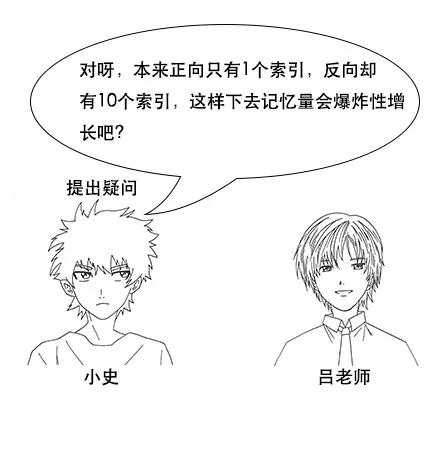 对呀，本来正向只有1个索引，反向却
有10个索引，这样下去记忆量会爆炸性增
长吧？
提出疑问
小史
吕老师